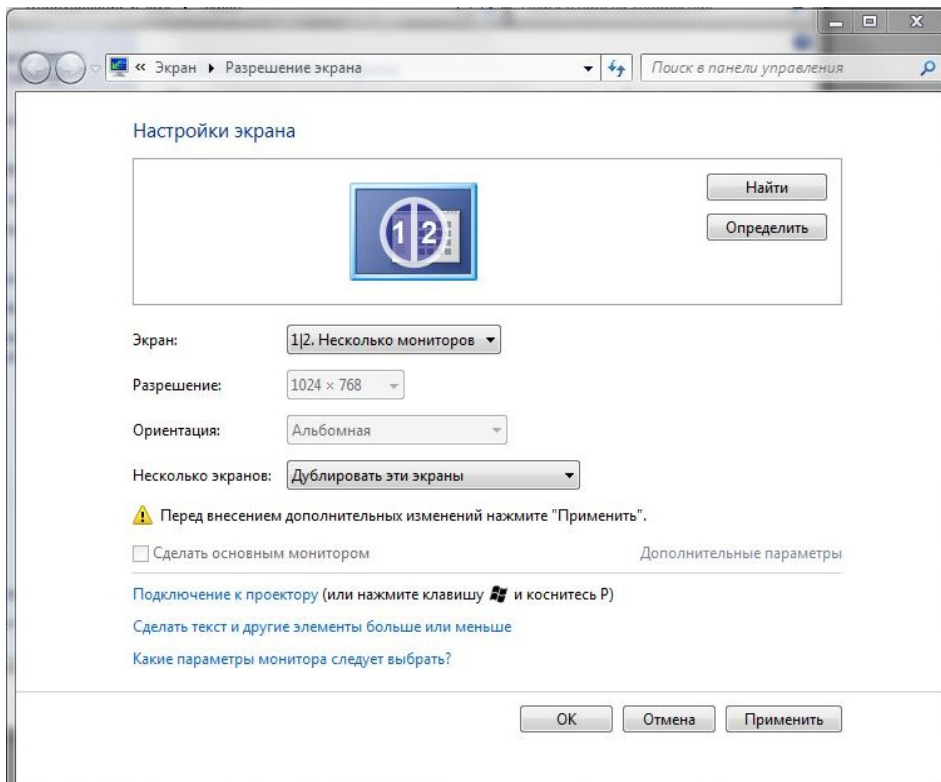 « Экран ▸ Разрешение экрана
Поиск в панели управления
Настройки экрана
1 2
Найти
Определить
Экран: 1|2. Несколько мониторов
Разрешение: 1024 × 768
Ориентация: Альбомная
Несколько экранов: Дублировать эти экраны
Перед внесением дополнительных изменений нажмите "Применить".
Сделать основным монитором Дополнительные параметры
Подключение к проектору (или нажмите клавишу и коснитесь P)
Сделать текст и другие элементы больше или меньше
Какие параметры монитора следует выбрать?
ОК Отмена Применить